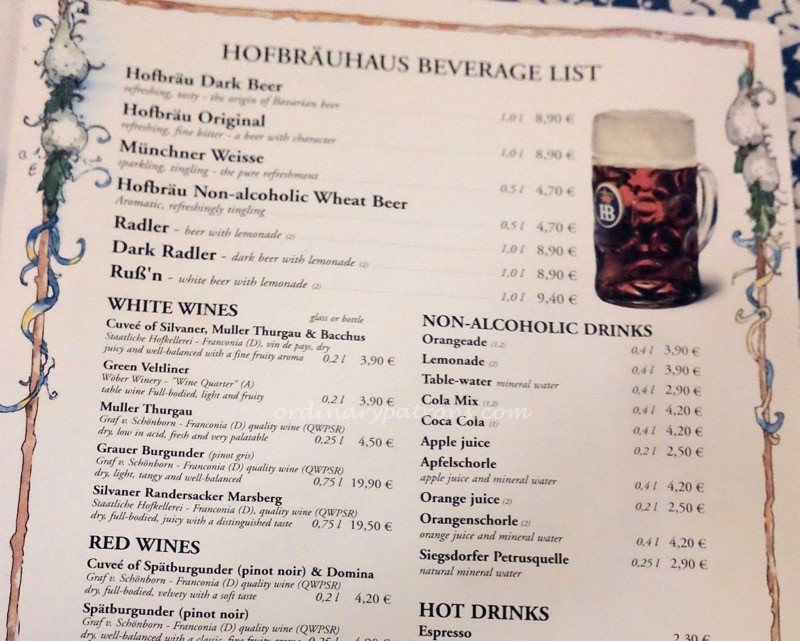 HOFBRÄUHAUS BEVERAGE LIST
Hofbräu Dark Beer
refreshing, tasty - the origin of Bavarian beer
1,0 l 8,90 €
Hofbräu Original
refreshing, fine bitter - a beer with character
1,0 l 8,90 €
Münchner Weisse
sparkling, tingling - the pure refreshment
0,5 l 4,70 €
Hofbräu Non-alcoholic Wheat Beer
Aromatic, refreshingly tingling
0,5 l 4,70 €
Radler - beer with lemonade (2)
1,0 l 8,90 €
Dark Radler - dark beer with lemonade (2)
1,0 l 8,90 €
Ruß'n - white beer with lemonade (2)
1,0 l 9,40 €
HB
WHITE WINES
glass or bottle
Cuveé of Silvaner, Muller Thurgau & Bacchus
Staatliche Hofkellerei - Franconia (D), vin de pays, dry
juicy and well-balanced with a fine fruity aroma 0,2 l 3,90 €
Green Veltliner
Wöber Winery - "Wine Quarter" (A)
table wine Full-bodied, light and fruity 0,2 l 3,90 €
Muller Thurgau
Graf v. Schönborn - Franconia (D) quality wine (QWPSR)
dry, low in acid, fresh and very palatable 0,25 l 4,50 €
Grauer Burgunder (pinot gris)
Graf v. Schönborn - Franconia (D) quality wine (QWPSR)
dry, light, tangy and well-balanced 0,75 l 19,90 €
Silvaner Randersacker Marsberg
Staatliche Hofkellerei - Franconia (D), quality wine (QWPSR)
dry, full-bodied, juicy with a distinguished taste 0,75 l 19,50 €
RED WINES
Cuveé of Spätburgunder (pinot noir) & Domina
Graf v. Schönborn - Franconia (D) quality wine (QWPSR)
dry, full-bodied, velvety with a soft taste 0,2 l 4,20 €
Spätburgunder (pinot noir)
Graf v. Schönborn - Franconia (D) quality wine (QWPSR)
dry, well-balanced with a classic, fine fruity
NON-ALCOHOLIC DRINKS
Orangeade (1,2) 0,4 l 3,90 €
Lemonade (2) 0,4 l 3,90 €
Table-water mineral water 0,4 l 2,90 €
Cola Mix (1,2) 0,4 l 4,20 €
Coca Cola (1) 0,4 l 4,20 €
Apple juice 0,2 l 2,50 €
Apfelschorle
apple juice and mineral water 0,4 l 4,20 €
Orange juice (2) 0,2 l 2,50 €
Orangenschorle (2)
orange juice and mineral water 0,4 l 4,20 €
Siegsdorfer Petrusquelle 0,25 l 2,90 €
natural mineral water
HOT DRINKS
Espresso 2,30 €
ordinarypatrons.com